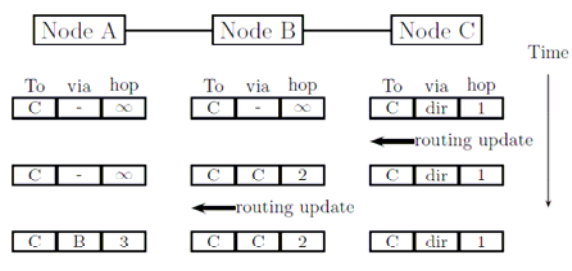 Node A Node B Node C
Time
To via hop To via hop To via hop
C - ∞ C - ∞ C dir 1
routing update
C - ∞ C C 2 C dir 1
routing update
C B 3 C C 2 C dir 1